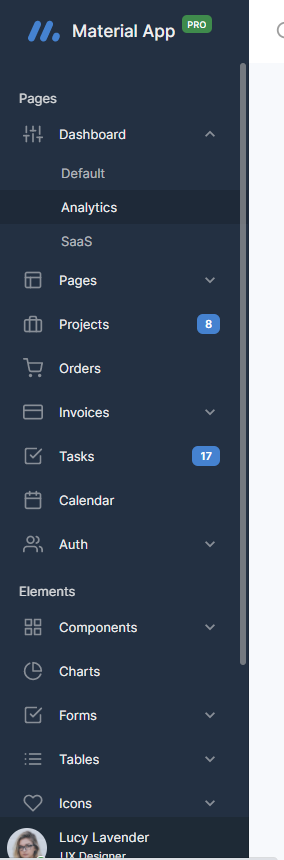 Material App PRO
Pages
Dashboard
Default
Analytics
SaaS
Pages
Projects 8
Orders
Invoices
Tasks 17
Calendar
Auth
Elements
Components
Charts
Forms
Tables
Icons
Lucy Lavender
UX Designer